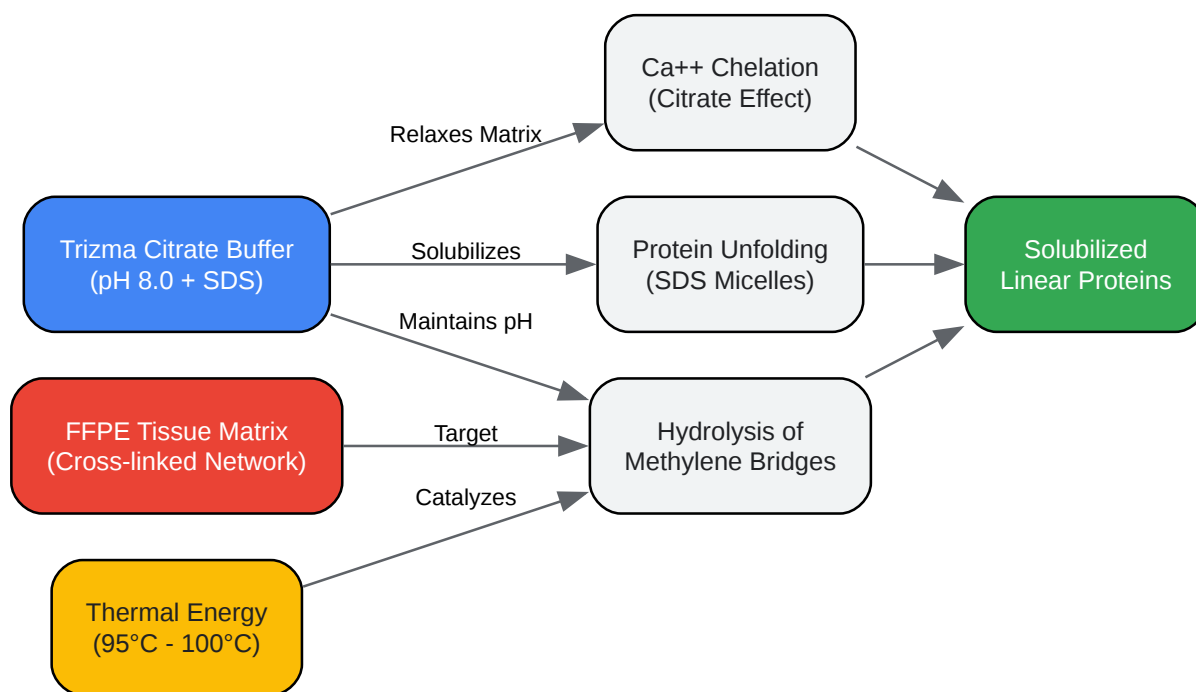 Ca++ Chelation
(Citrate Effect)
Relaxes Matrix
Trizma Citrate Buffer
(pH 8.0 + SDS)
Solubilizes
Protein Unfolding
(SDS Micelles)
Solubilized
Linear Proteins
Maintains pH
FFPE Tissue Matrix
(Cross-linked Network)
Target
Hydrolysis of
Methylene Bridges
Catalyzes
Thermal Energy
(95°C - 100°C)